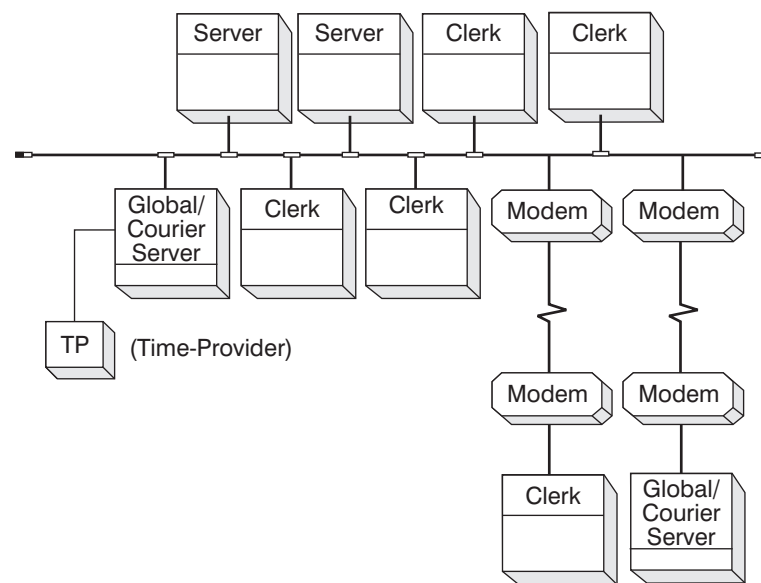 Server
Server
Clerk
Clerk
Global/
Courier
Server
Clerk
Clerk
Modem
Modem
TP
(Time-Provider)
Modem
Modem
Clerk
Global/
Courier
Server